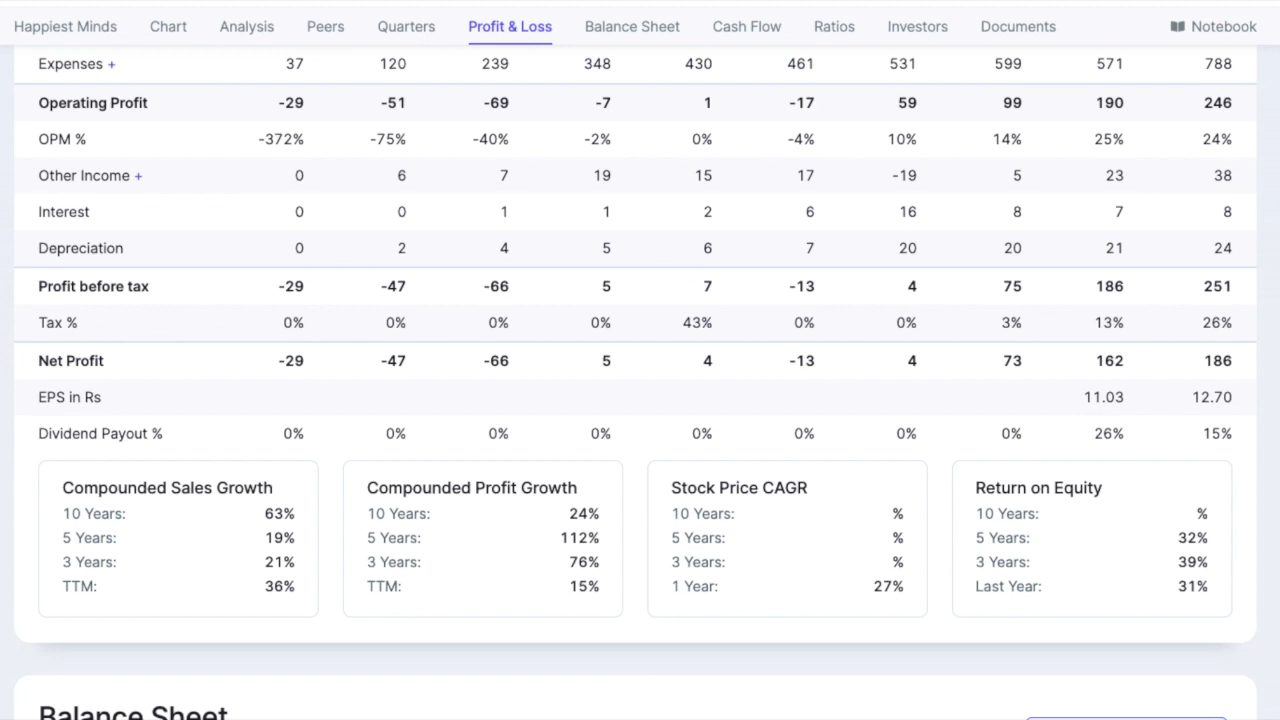 Happiest Minds Chart Analysis Peers Quarters Profit & Loss Balance Sheet Cash Flow Ratios Investors Documents Notebook
Expenses + 37 120 239 348 430 461 531 599 571 788
Operating Profit -29 -51 -69 -7 1 -17 59 99 190 246
OPM % -372% -75% -40% -2% 0% -4% 10% 14% 25% 24%
Other Income + 0 6 7 19 15 17 -19 5 23 38
Interest 0 0 1 1 2 6 16 8 7 8
Depreciation 0 2 4 5 6 7 20 20 21 24
Profit before tax -29 -47 -66 5 7 -13 4 75 186 251
Tax % 0% 0% 0% 0% 43% 0% 0% 3% 13% 26%
Net Profit -29 -47 -66 5 4 -13 4 73 162 186
EPS in Rs 11.03 12.70
Dividend Payout % 0% 0% 0% 0% 0% 0% 0% 0% 26% 15%
Compounded Sales Growth
10 Years: 63%
5 Years: 19%
3 Years: 21%
TTM: 36%
Compounded Profit Growth
10 Years: 24%
5 Years: 112%
3 Years: 76%
TTM: 15%
Stock Price CAGR
10 Years: %
5 Years: %
3 Years: %
1 Year: 27%
Return on Equity
10 Years: %
5 Years: 32%
3 Years: 39%
Last Year: 31%
Balance Sheet